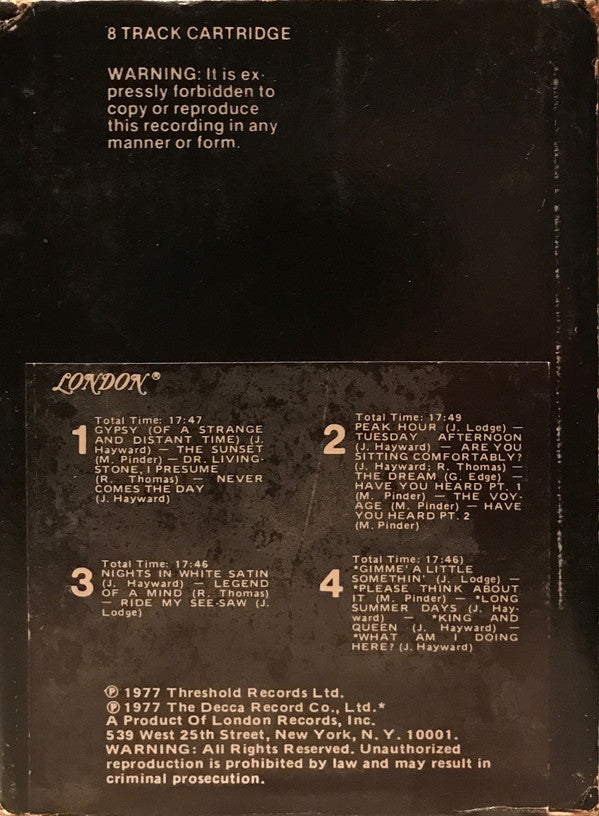 8 TRACK CARTRIDGE
WARNING: It is ex-
pressly forbidden to
copy or reproduce
this recording in any
manner or form.
LONDON®
1
Total Time: 17:47
GYPSY (OF A STRANGE
AND DISTANT TIME) (J.
Hayward) — THE SUNSET
(M. Pinder) — DR. LIVING-
STONE, I PRESUME
(R. Thomas) — NEVER
COMES THE DAY
(J. Hayward)
2
Total Time: 17:49
PEAK HOUR (J. Lodge) —
TUESDAY AFTERNOON
(J. Hayward) — ARE YOU
SITTING COMFORTABLY?
(J. Hayward; R. Thomas) —
THE DREAM (G. Edge) —
HAVE YOU HEARD PT. 1
(M. Pinder) — THE VOY-
AGE (M. Pinder) — HAVE
YOU HEARD PT. 2
(M. Pinder)
3
Total Time: 17:46
NIGHTS IN WHITE SATIN
(J. Hayward) — LEGEND
OF A MIND (R. Thomas)
— RIDE MY SEE-SAW (J.
Lodge)
4
Total Time: 17:46)
*GIMME' A LITTLE
SOMETHIN' (J. Lodge) —
*PLEASE THINK ABOUT
IT (M. Pinder) — *LONG
SUMMER DAYS (J. Hay-
ward) — *KING AND
QUEEN (J. Hayward) —
*WHAT AM I DOING
HERE? (J. Hayward)
℗ 1977 Threshold Records Ltd.
℗ 1977 The Decca Record Co., Ltd.*
A Product Of London Records, Inc.
539 West 25th Street, New York, N. Y. 10001.
WARNING: All Rights Reserved. Unauthorized
reproduction is prohibited by law and may result in
criminal prosecution.